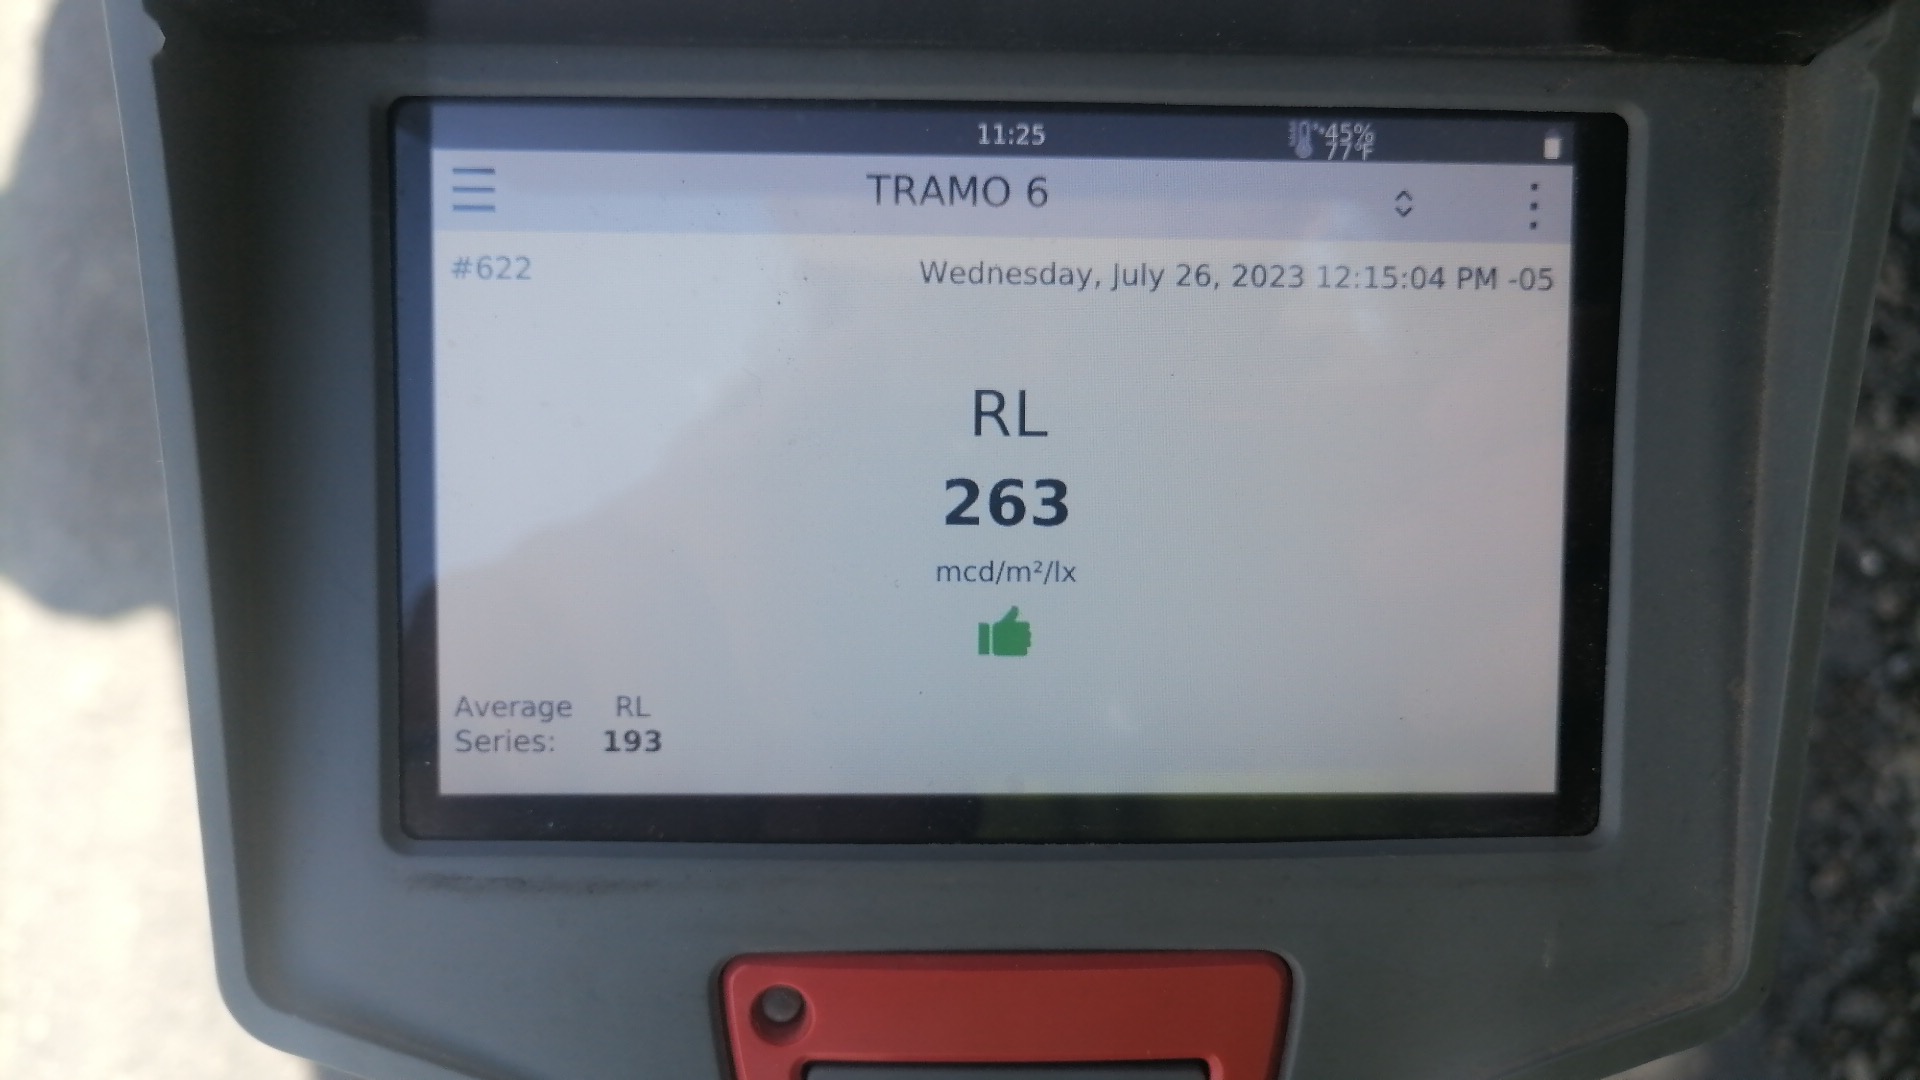 11:25
45%
77°F
TRAMO 6
#622
Wednesday, July 26, 2023 12:15:04 PM -05
RL
263
mcd/m²/lx
Average RL
Series: 193